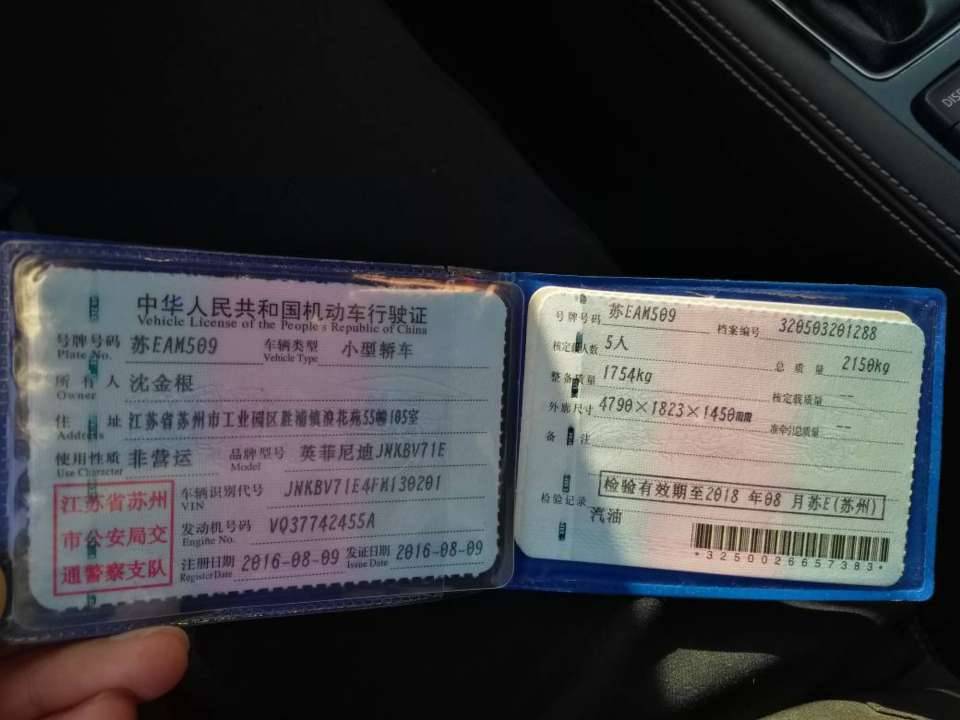 中华人民共和国机动车行驶证
Vehicle License of the People's Republic of China
号牌号码 苏EAM509 车辆类型 小型轿车
Plate No. Vehicle Type
所有人 沈金根
Owner
住址 江苏省苏州市工业园区胜浦镇浪花苑55幢105室
Address
使用性质 非营运 品牌型号 英菲尼迪JNKBV71E
Use Character Model
江苏省苏州
市公安局交
通警察支队
车辆识别代号 JNKBV71E4FM130201
VIN
发动机号码 VQ37742455A
Engine No.
注册日期 2016-08-09 发证日期 2016-08-09
Register Date Issue Date
号牌号码 苏EAM509 档案编号 320503201288
核定载人数 5人 总质量 2150kg
整备质量 1754kg 核定载质量 --
外廓尺寸 4790×1823×1450 准牵引总质量 --
备注
检验有效期至2018年08月苏E(苏州)
检验记录
汽油
*3250026657383*
DIS